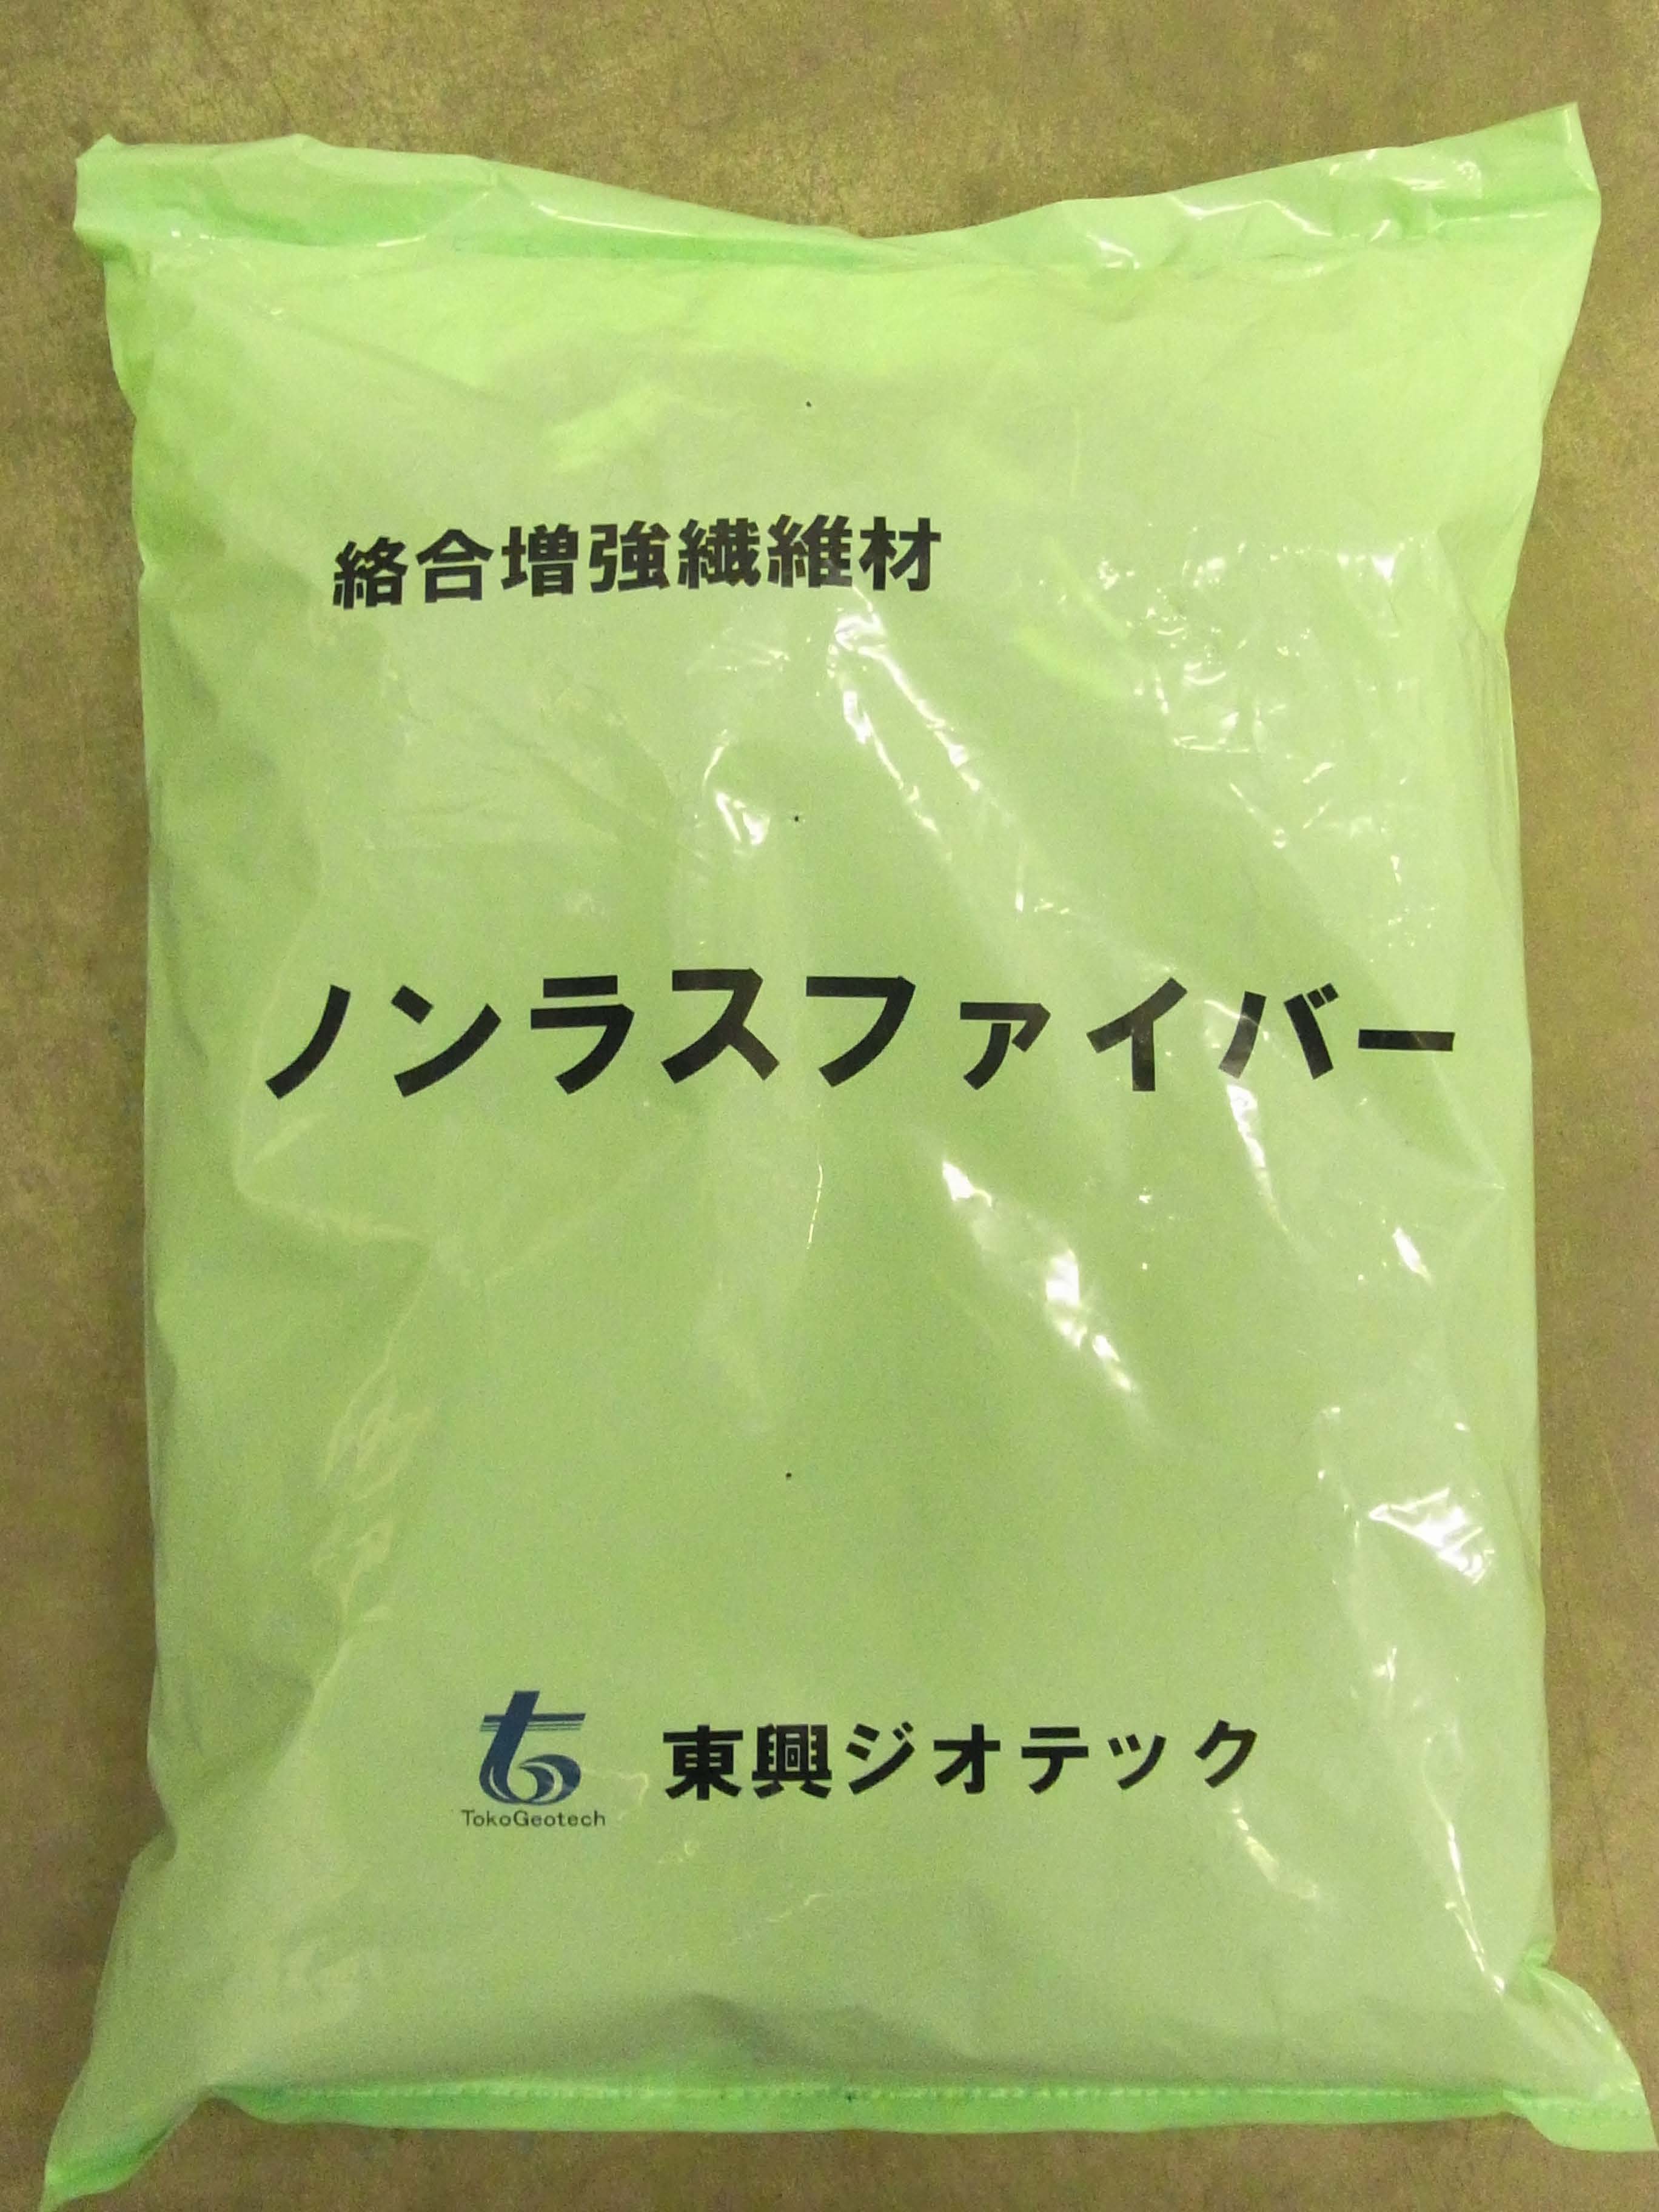 絡合増強繊維材
ノンラスファイバー
東興ジオテック
TokoGeotech